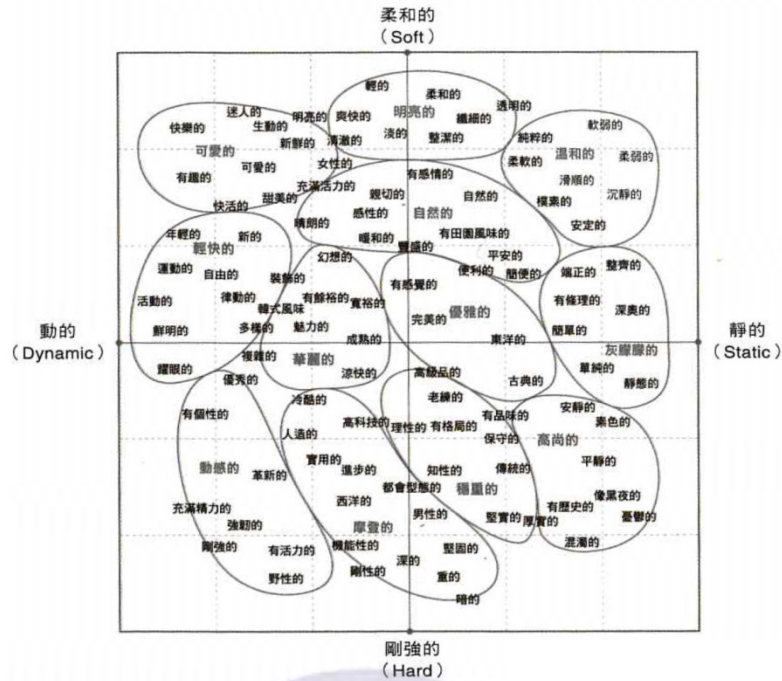 柔和的
（Soft）
輕的
柔和的
明亮的
透明的
爽快的
纖細的
淡的
整潔的
迷人的
明亮的
快樂的
生動的
新鮮的
清澈的
可愛的
可愛的
女性的
有趣的
充滿活力的
甜美的
快活的
純粹的
軟弱的
溫和的
柔弱的
柔軟的
滑順的
沉靜的
樸素的
安定的
有感情的
親切的
自然的
感性的
自然的
晴朗的
有田園風味的
暖和的
豐盛的
平安的
便利的
簡便的
年輕的
新的
輕快的
運動的
自由的
裝飾的
活動的
律動的
韓式風味
鮮明的
多樣的
複雜的
耀眼的
優秀的
幻想的
有餘裕的
寬裕的
魅力的
成熟的
華麗的
涼快的
有感覺的
優雅的
完美的
東洋的
高級品的
古典的
端正的
整齊的
有條理的
深奧的
簡單的
灰朦朦的
單純的
靜態的
動的
（Dynamic）
靜的
（Static）
有個性的
動感的
革新的
充滿精力的
強韌的
剛強的
有活力的
野性的
冷酷的
高科技的
人造的
實用的
進步的
都會型態的
西洋的
男性的
摩登的
機能性的
深的
堅固的
剛性的
重的
暗的
老練的
理性的
有格局的
有品味的
保守的
知性的
傳統的
穩重的
堅實的
厚實的
安靜的
素色的
高尚的
平靜的
像黑夜的
有歷史的
憂鬱的
混濁的
剛強的
（Hard）